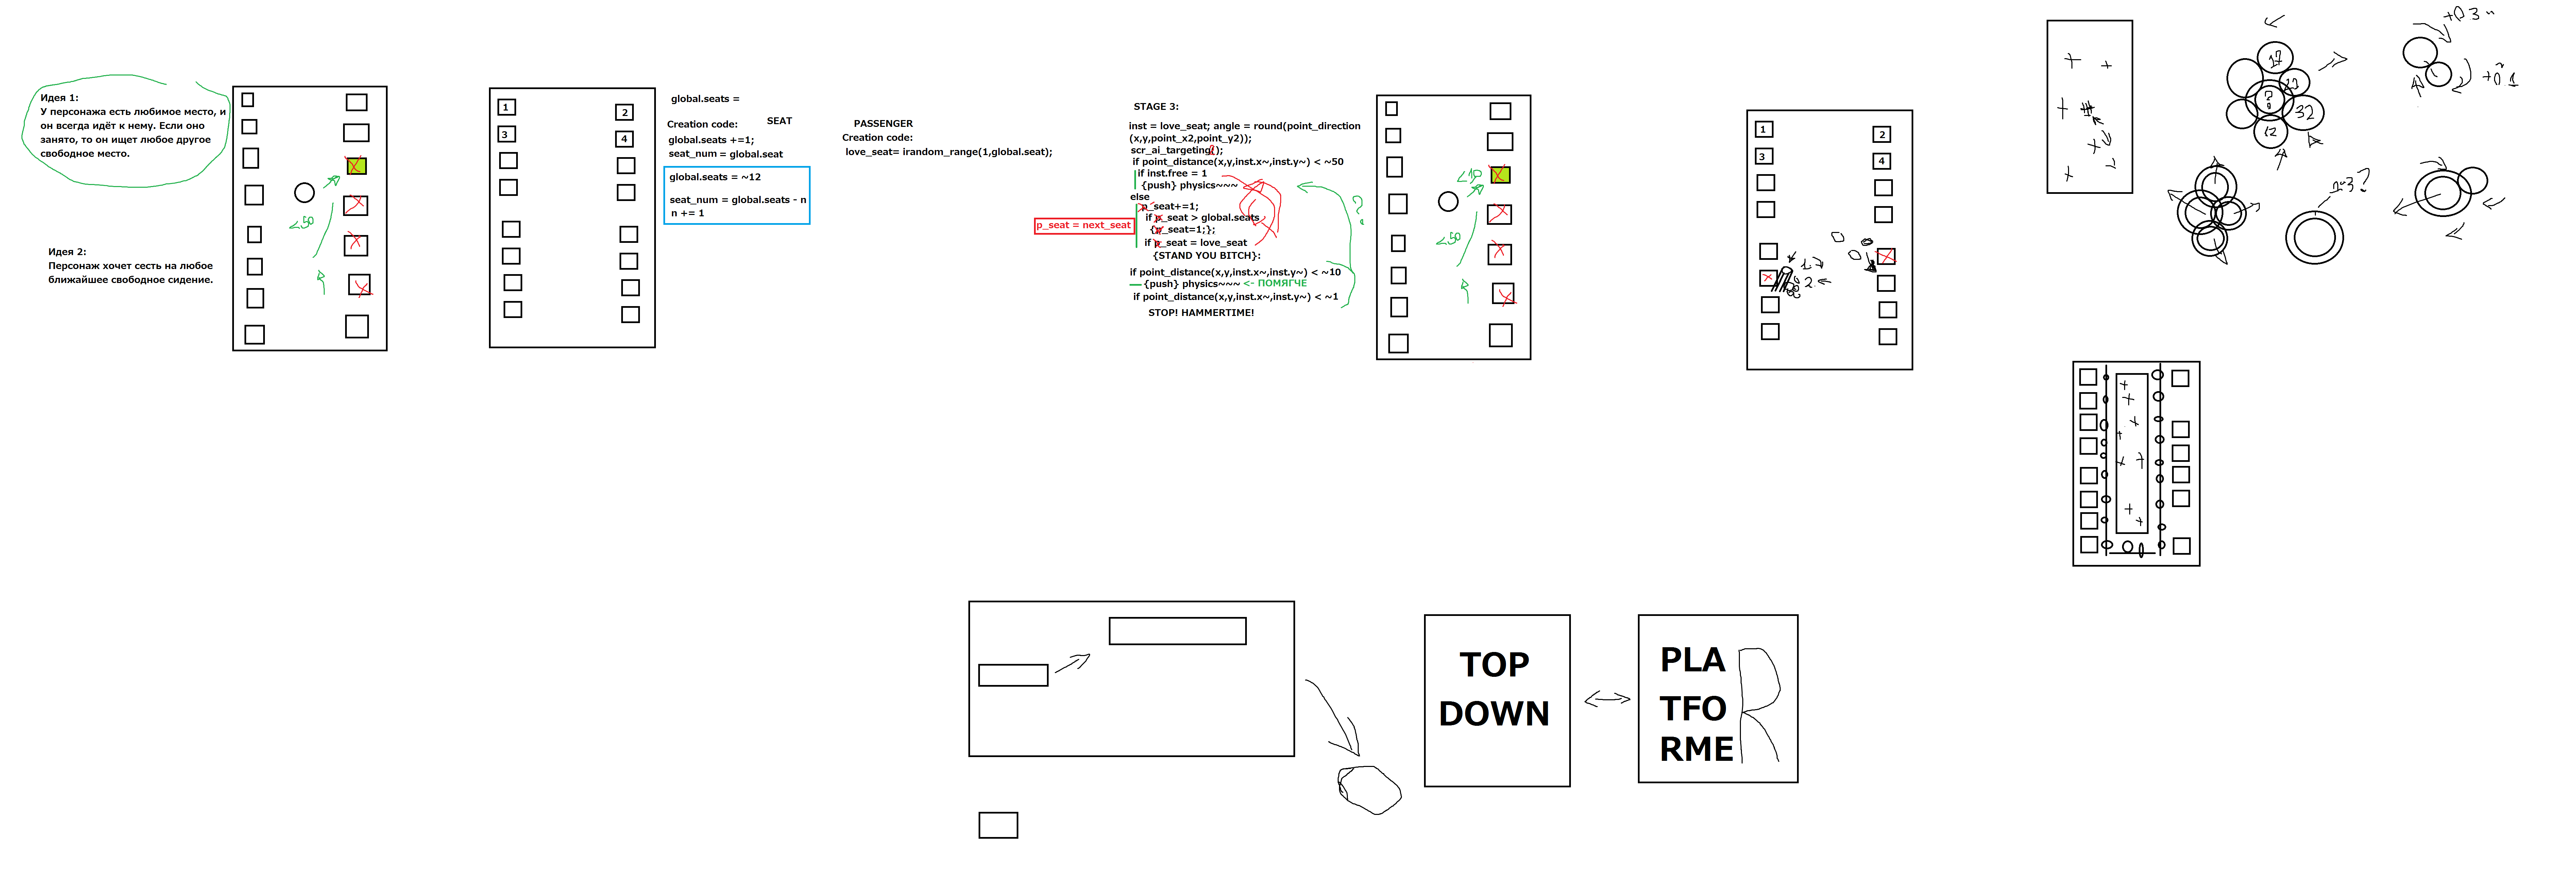 Идея 1:
У персонажа есть любимое место, и
он всегда идёт к нему. Если оно
занято, то он ищет любое другое
свободное место.
<50
Идея 2:
Персонаж хочет сесть на любое
ближайшее свободное сидение.
1
2
3
4
global.seats =
Creation code:
SEAT
global.seats +=1;
seat_num = global.seat
global.seats = ~12
seat_num = global.seats - n
n += 1
PASSENGER
Creation code:
love_seat= irandom_range(1,global.seat);
STAGE 3:
inst = love_seat; angle = round(point_direction
(x,y,point_x2,point_y2));
scr_ai_targeting2);
if point_distance(x,y,inst.x~,inst.y~) < ~50
if inst.free = 1
{push} physics~~~
else
p_seat+=1;
if p_seat > global.seats
{p_seat=1;};
if p_seat = love_seat
{STAND YOU BITCH}:
p_seat = next_seat
if point_distance(x,y,inst.x~,inst.y~) < ~10
{push} physics~~~ <- ПОМЯГЧЕ
if point_distance(x,y,inst.x~,inst.y~) < ~1
STOP! HAMMERTIME!
?
<10
<50
1
2
3
4
1.
2.
17
23
?
32
12
+0.3
+0.1
2-3?
TOP
DOWN
PLA
TFO
RME
R